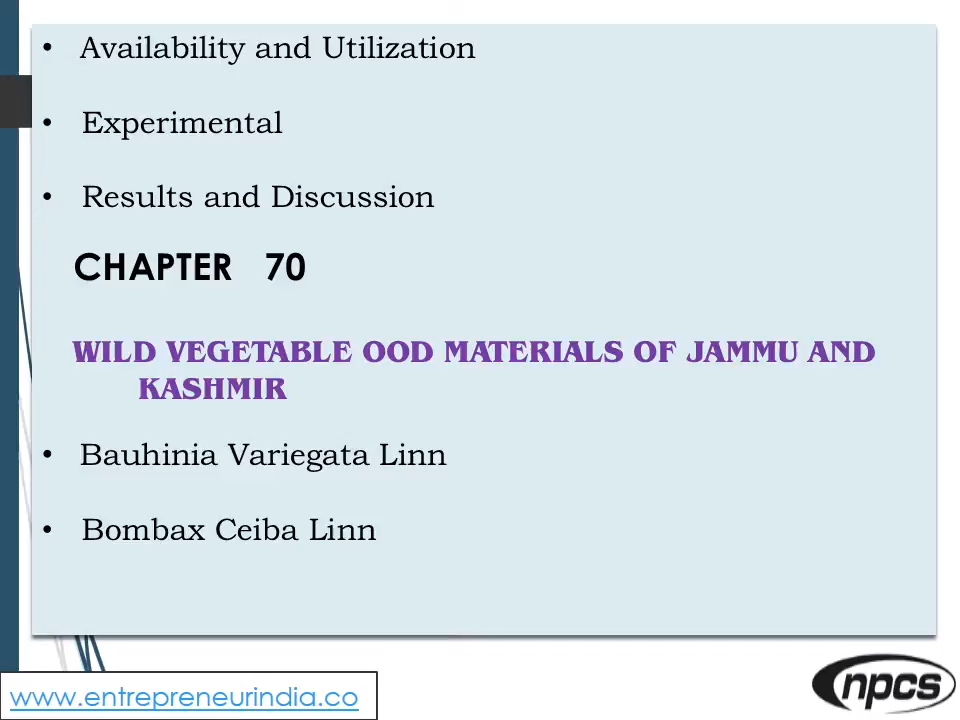 • Availability and Utilization
• Experimental
• Results and Discussion
CHAPTER 70
WILD VEGETABLE OOD MATERIALS OF JAMMU AND
KASHMIR
• Bauhinia Variegata Linn
• Bombax Ceiba Linn
www.entrepreneurindia.co
npcs